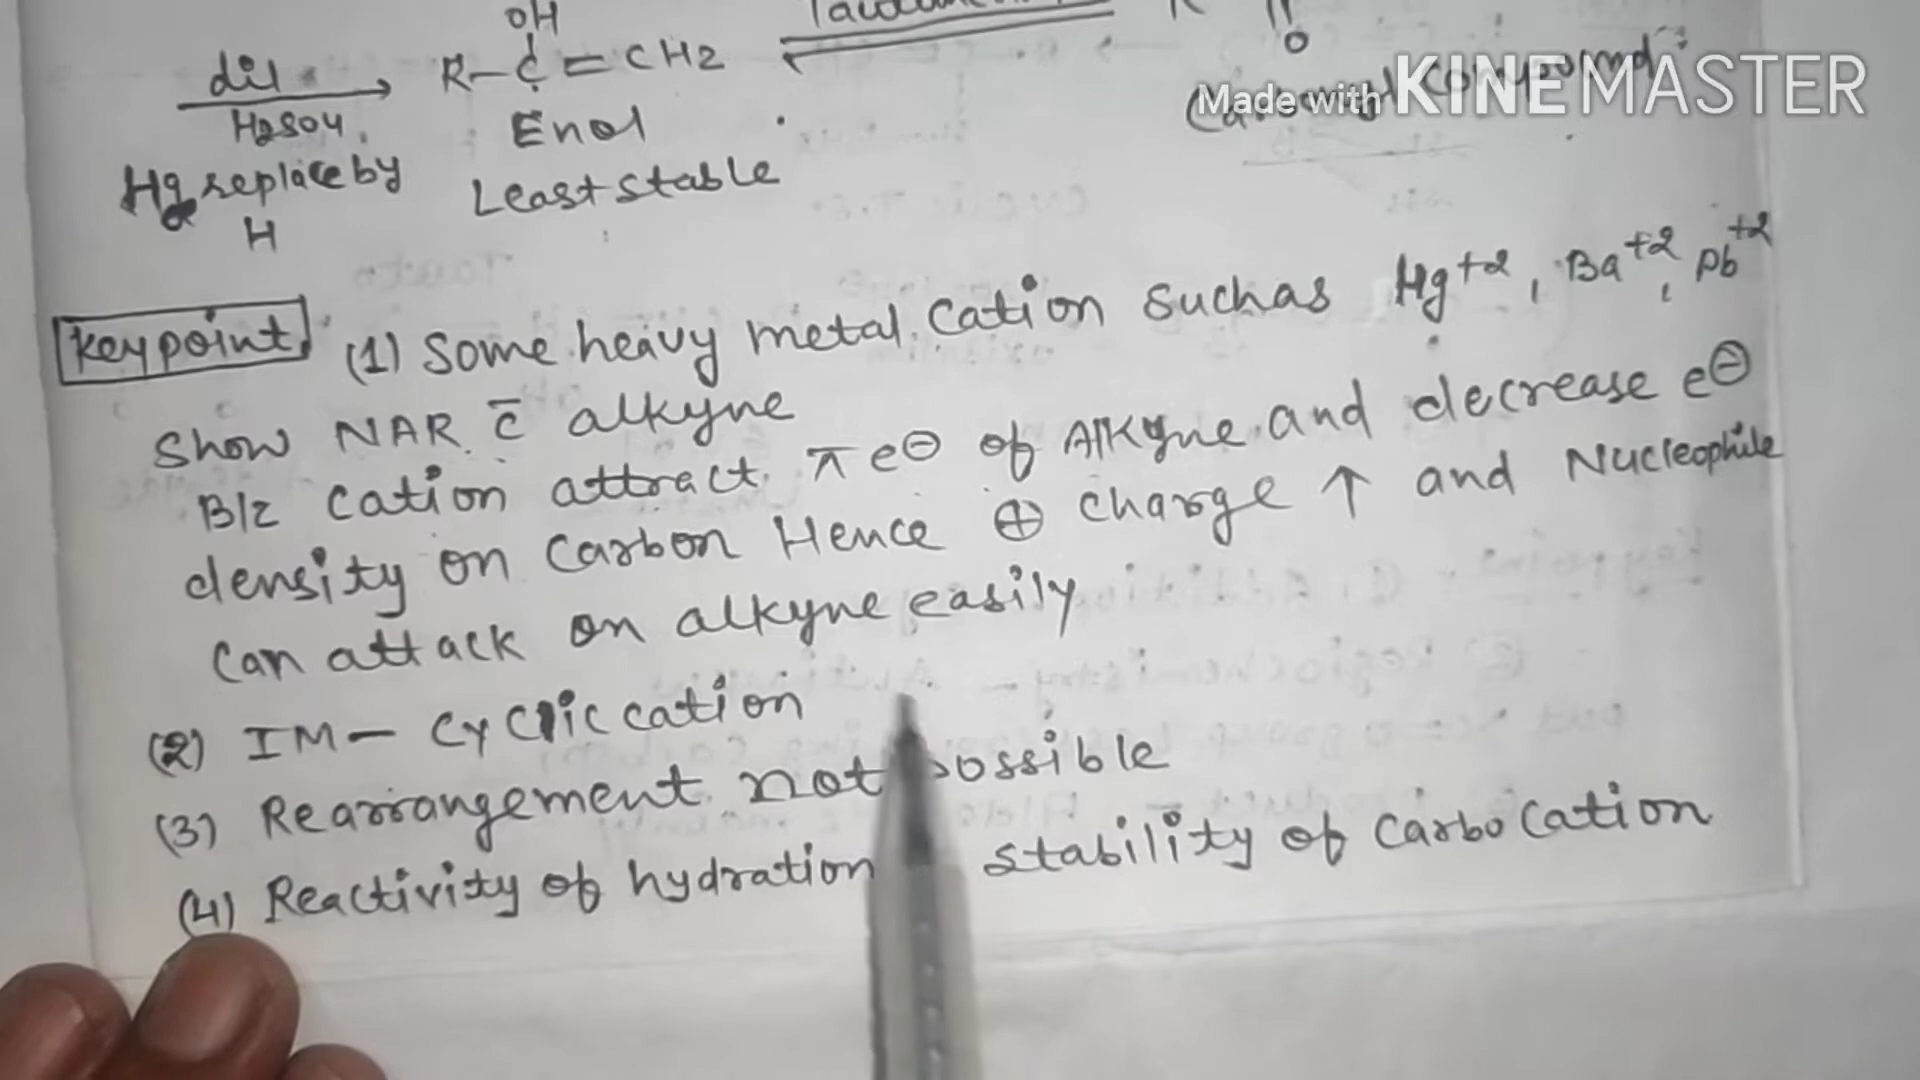 OH
dil. R-C=CH2
H2SO4. Enol
Hg replace by Least stable
H
O
Compound
Made with KINEMASTER
Keypoint (1) Some heavy metal cation such as Hg+2, Ba+2, Pb+2
Show NAR c̄ alkyne
B/z cation attract π e⊖ of Alkyne and decrease e⊖
density on carbon Hence ⊕ charge ↑ and Nucleophile
can attack on alkyne easily
(2) IM- Cyclic cation
(3) Rearrangement not possible
(4) Reactivity of hydration stability of carbocation